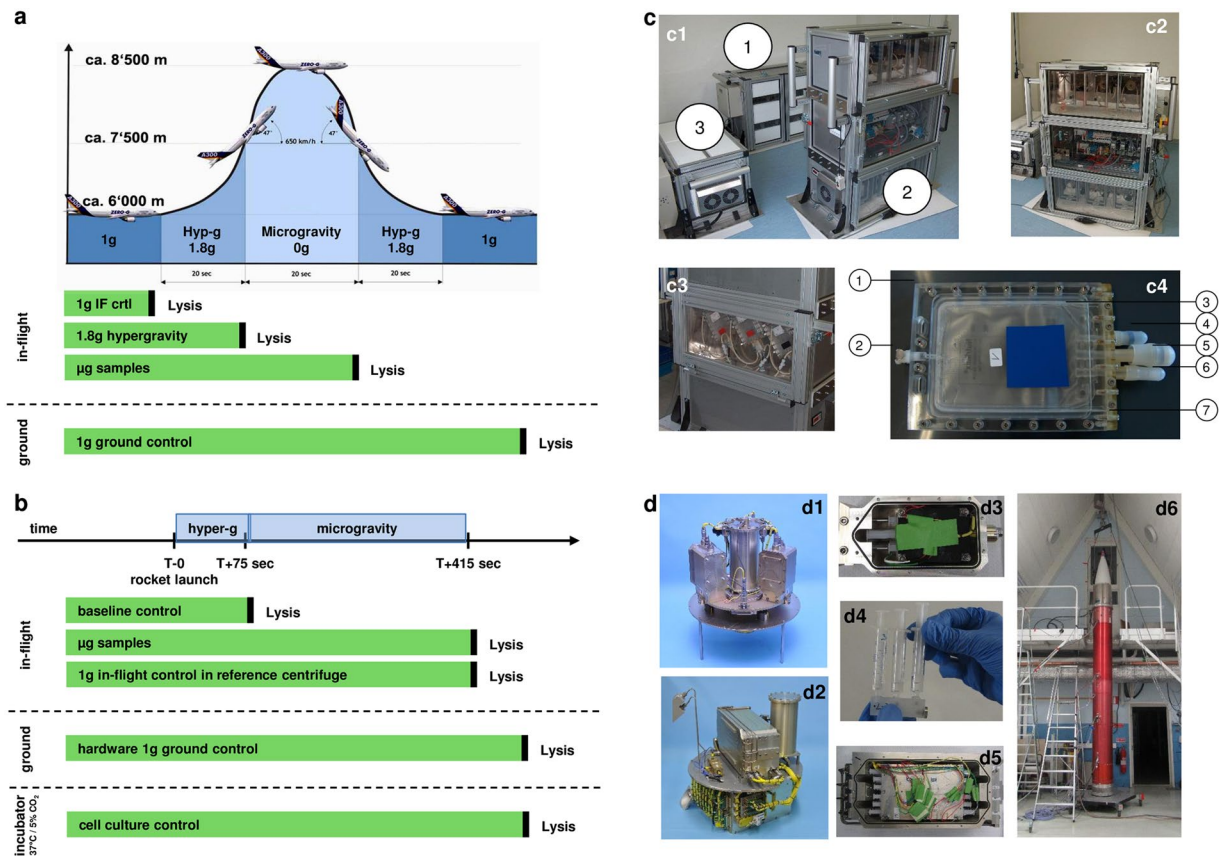 a
ca. 8‘500 m
ca. 7‘500 m
ca. 6‘000 m
ZERO-G
A300
47°
650 km/h
47°
ZERO-G
ZERO-G
1g
Hyp-g
1.8g
Microgravity
0g
Hyp-g
1.8g
1g
20 sec
20 sec
20 sec
in-flight
1g IF crtl
Lysis
1.8g hypergravity
Lysis
µg samples
Lysis
ground
1g ground control
Lysis
b
time
hyper-g
microgravity
T-0
T+75 sec
T+415 sec
rocket launch
in-flight
baseline control
Lysis
µg samples
Lysis
1g in-flight control in reference centrifuge
Lysis
ground
hardware 1g ground control
Lysis
incubator
37°C / 5% CO₂
cell culture control
Lysis
c
c1
1
3
2
c2
c3
c4
1
2
3
4
5
6
7
d
d1
d2
d3
d4
d5
d6